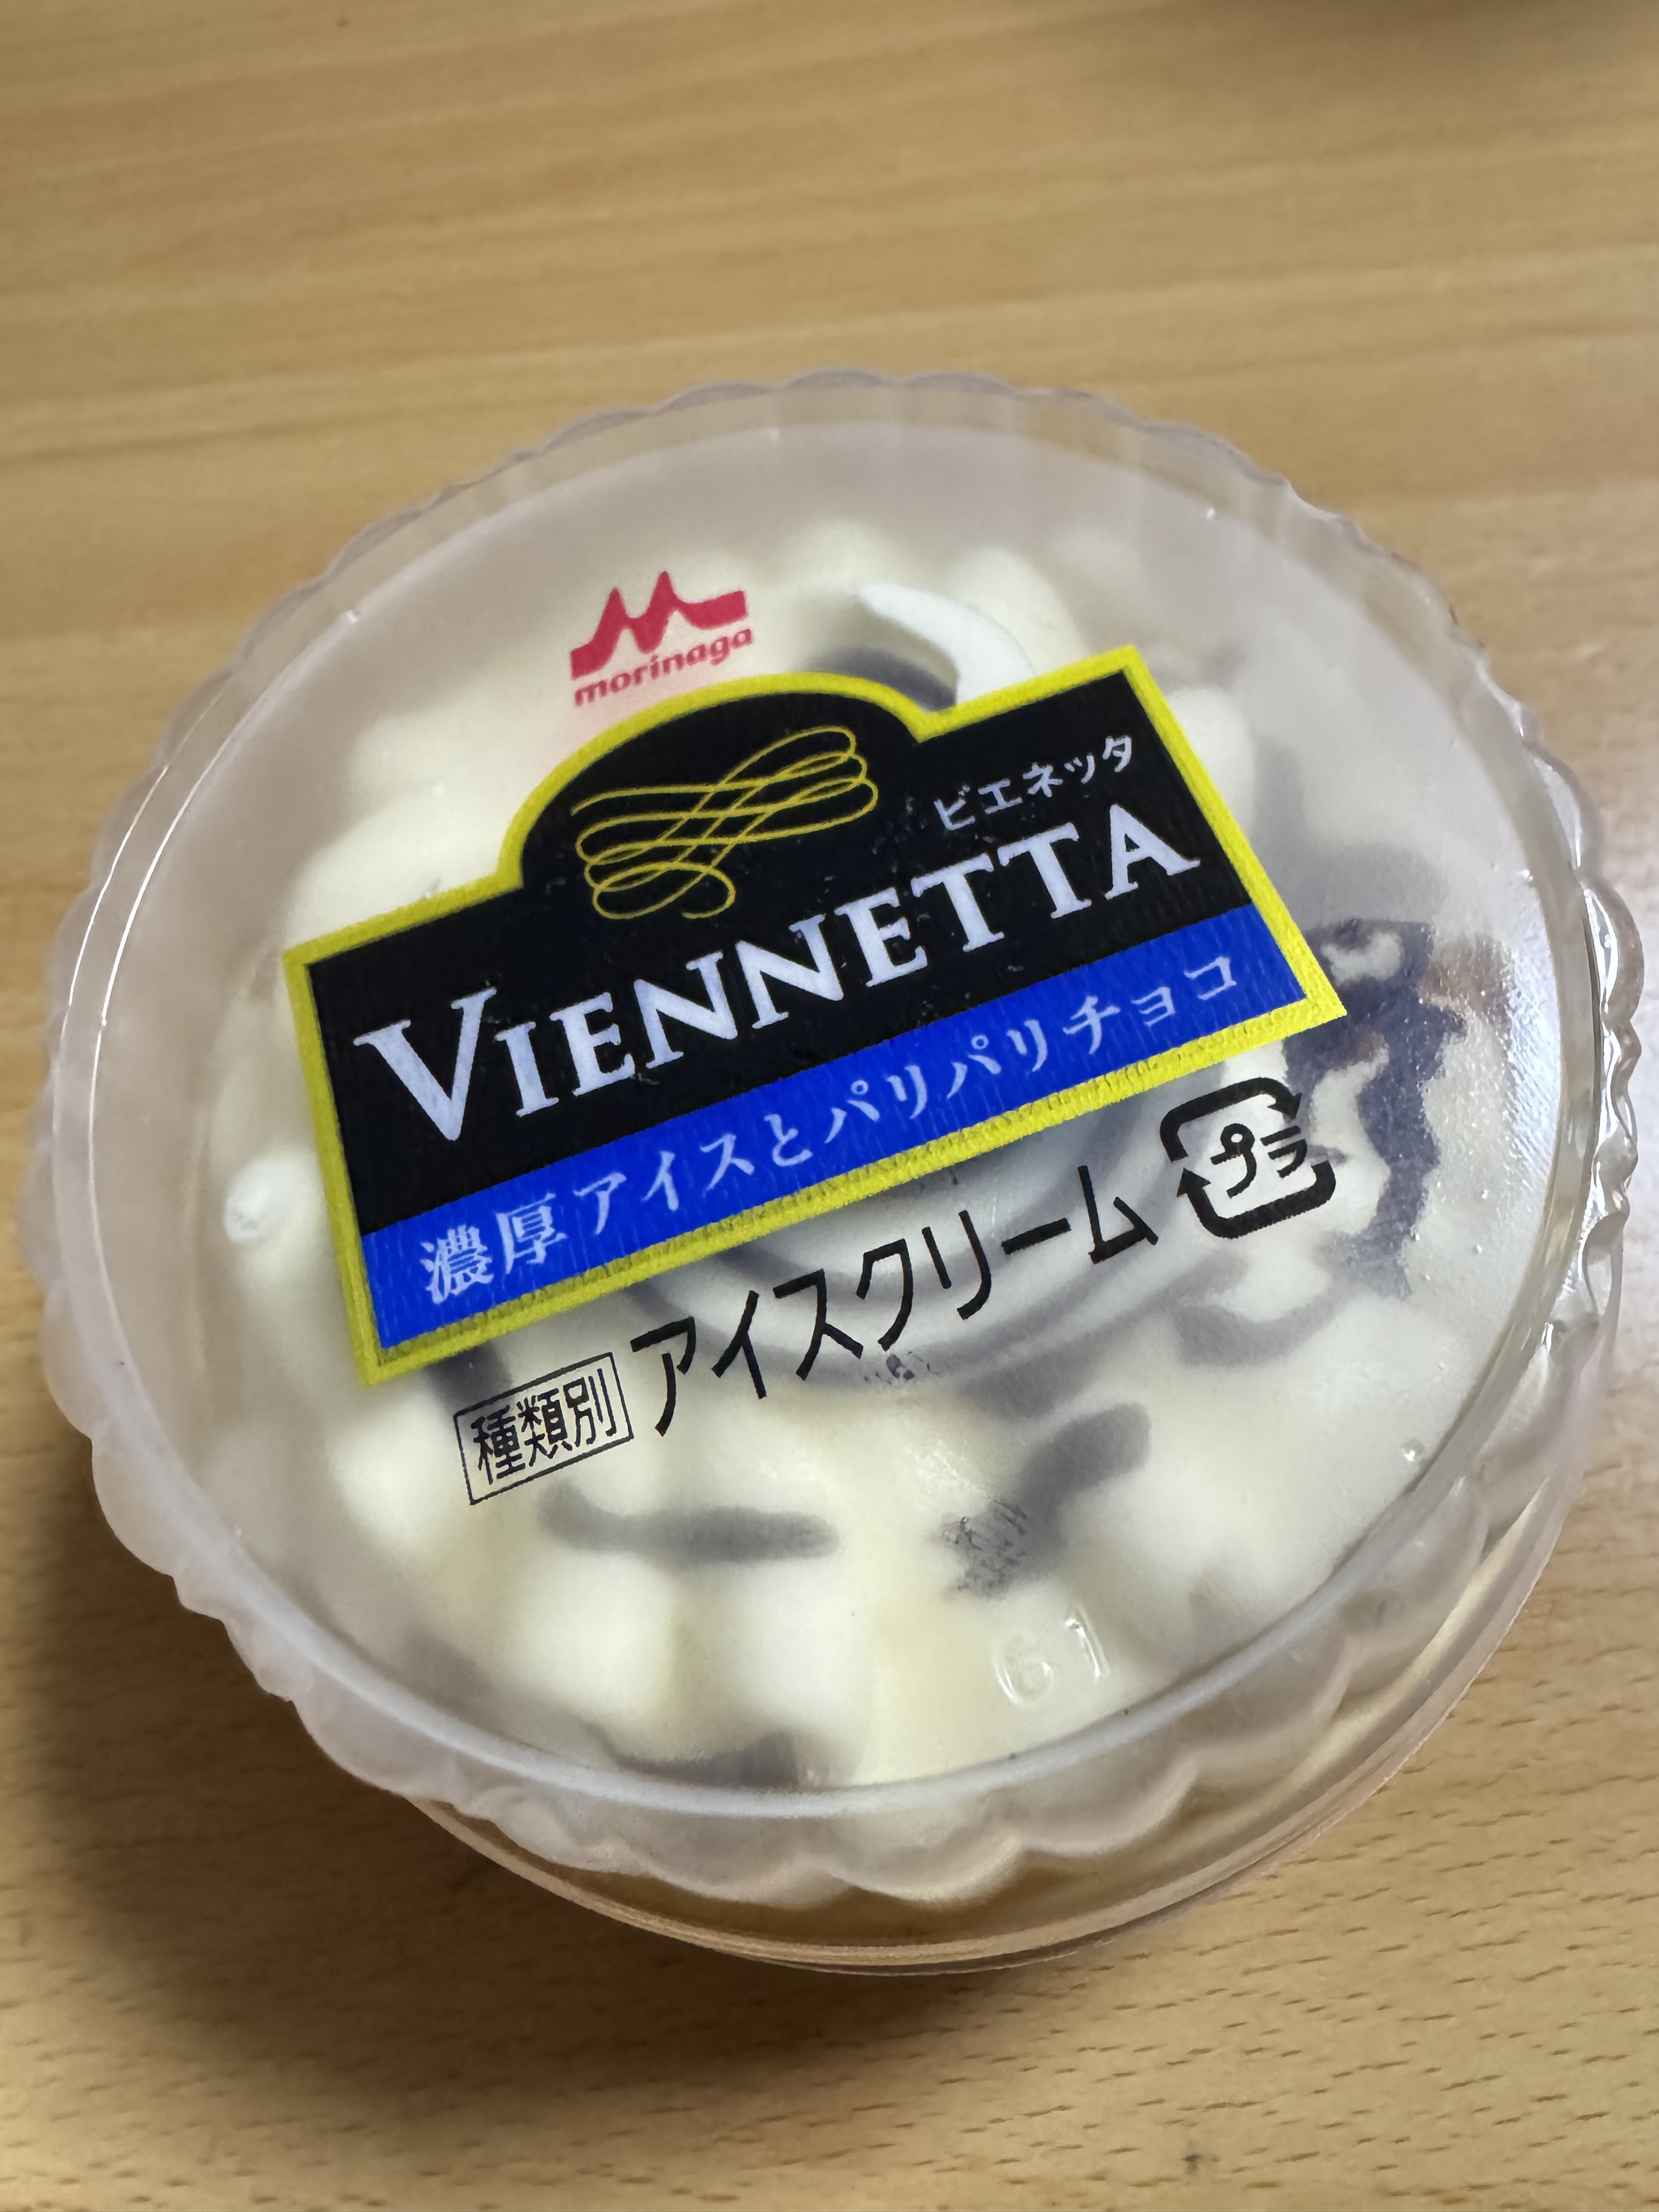 morinaga
ビエネッタ
VIENNETTA
濃厚アイスとパリパリチョコ
種類別 アイスクリーム
プラ
61